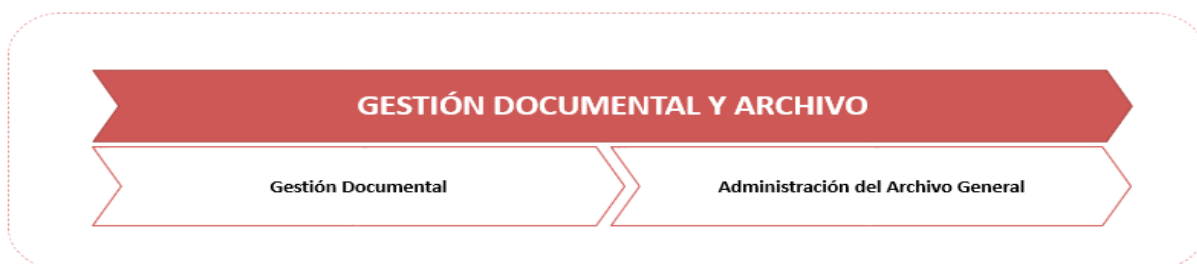 GESTIÓN DOCUMENTAL Y ARCHIVO
Gestión Documental
Administración del Archivo General